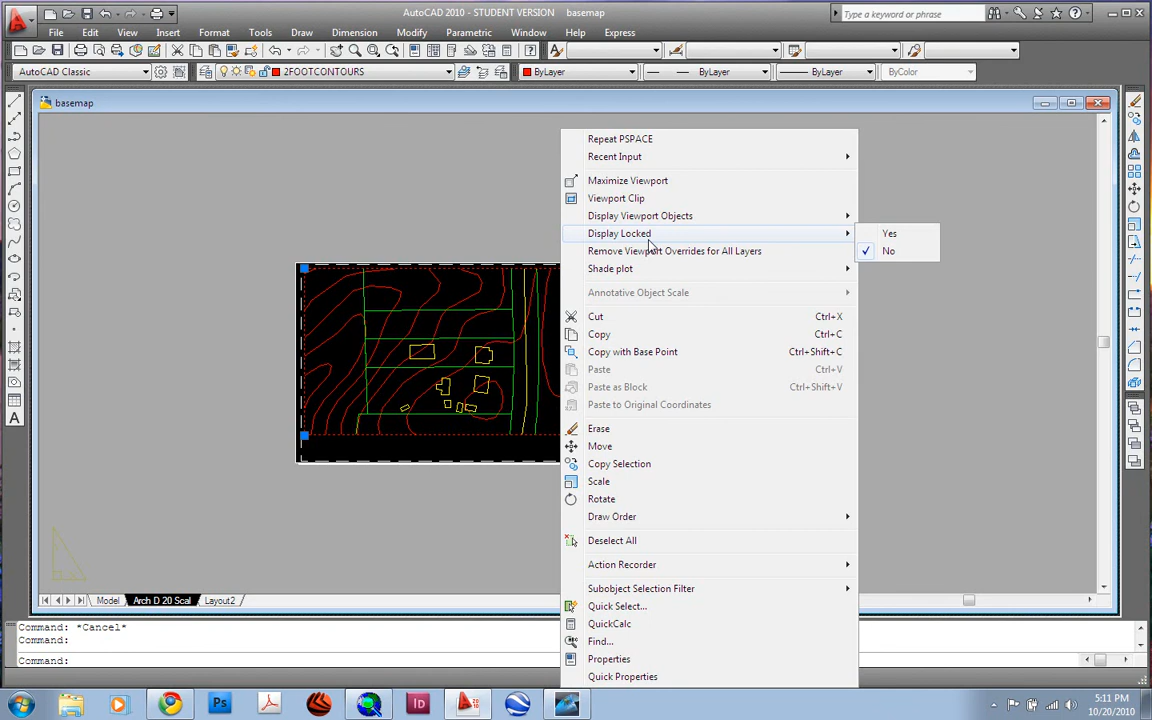 AutoCAD 2010 - STUDENT VERSION basemap
Type a keyword or phrase
File Edit View Insert Format Tools Draw Dimension Modify Parametric Window Help Express
AutoCAD Classic
2FOOTCONTOURS
ByLayer
ByLayer
ByLayer
ByColor
basemap
Repeat PSPACE
Recent Input
Maximize Viewport
Viewport Clip
Display Viewport Objects
Display Locked
Yes
Remove Viewport Overrides for All Layers
No
Shade plot
Annotative Object Scale
Cut Ctrl+X
Copy Ctrl+C
Copy with Base Point Ctrl+Shift+C
Paste Ctrl+V
Paste as Block Ctrl+Shift+V
Paste to Original Coordinates
Erase
Move
Copy Selection
Scale
Rotate
Draw Order
Deselect All
Action Recorder
Subobject Selection Filter
Quick Select...
QuickCalc
Find...
Properties
Quick Properties
Model Arch D 20 Scal Layout2
Command: *Cancel*
Command:
Command:
Ps
Id
2010
5:11 PM
10/20/2010